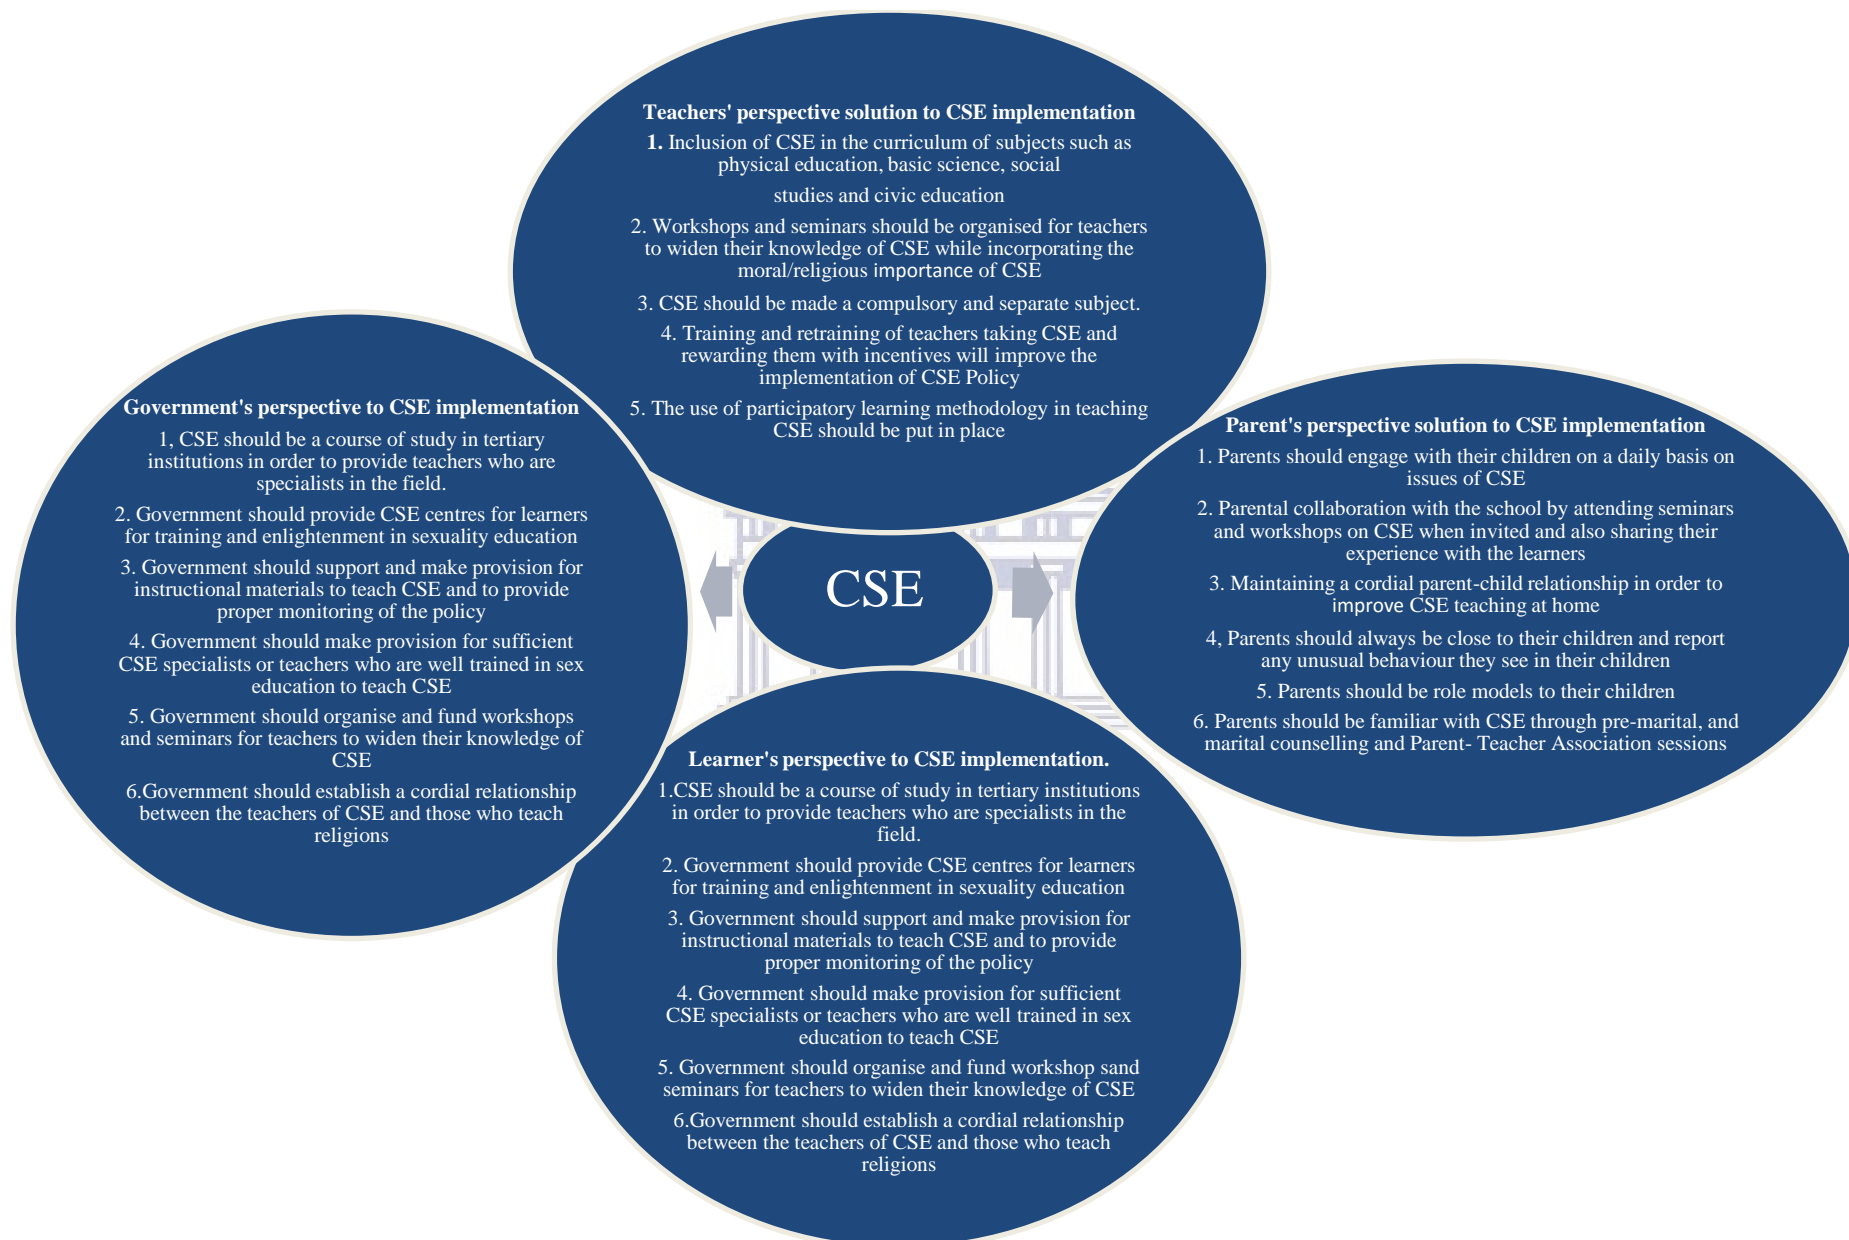 Teachers' perspective solution to CSE implementation
1. Inclusion of CSE in the curriculum of subjects such as
physical education, basic science, social
studies and civic education
2. Workshops and seminars should be organised for teachers
to widen their knowledge of CSE while incorporating the
moral/religious importance of CSE
3. CSE should be made a compulsory and separate subject.
4. Training and retraining of teachers taking CSE and
rewarding them with incentives will improve the
implementation of CSE Policy
5. The use of participatory learning methodology in teaching
CSE should be put in place
Government's perspective to CSE implementation
1, CSE should be a course of study in tertiary
institutions in order to provide teachers who are
specialists in the field.
2. Government should provide CSE centres for learners
for training and enlightenment in sexuality education
3. Government should support and make provision for
instructional materials to teach CSE and to provide
proper monitoring of the policy
4. Government should make provision for sufficient
CSE specialists or teachers who are well trained in sex
education to teach CSE
5. Government should organise and fund workshops
and seminars for teachers to widen their knowledge of
CSE
6.Government should establish a cordial relationship
between the teachers of CSE and those who teach
religions
CSE
Parent's perspective solution to CSE implementation
1. Parents should engage with their children on a daily basis on
issues of CSE
2. Parental collaboration with the school by attending seminars
and workshops on CSE when invited and also sharing their
experience with the learners
3. Maintaining a cordial parent-child relationship in order to
improve CSE teaching at home
4, Parents should always be close to their children and report
any unusual behaviour they see in their children
5. Parents should be role models to their children
6. Parents should be familiar with CSE through pre-marital, and
marital counselling and Parent- Teacher Association sessions
Learner's perspective to CSE implementation.
1.CSE should be a course of study in tertiary institutions
in order to provide teachers who are specialists in the
field.
2. Government should provide CSE centres for learners
for training and enlightenment in sexuality education
3. Government should support and make provision for
instructional materials to teach CSE and to provide
proper monitoring of the policy
4. Government should make provision for sufficient
CSE specialists or teachers who are well trained in sex
education to teach CSE
5. Government should organise and fund workshop sand
seminars for teachers to widen their knowledge of CSE
6.Government should establish a cordial relationship
between the teachers of CSE and those who teach
religions